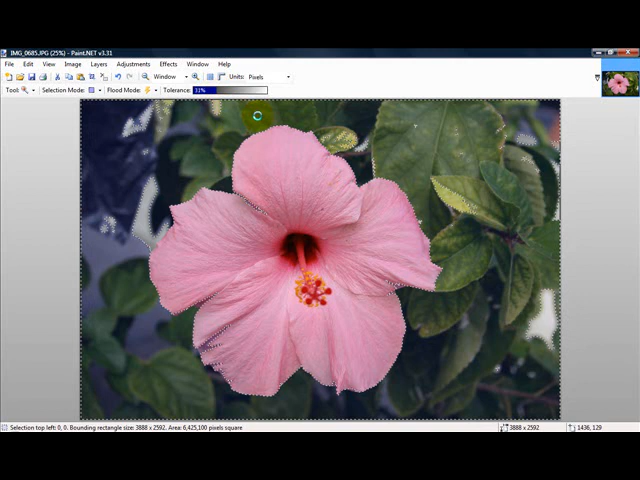 IMG_0685.JPG (25%) - Paint.NET v3.31
File Edit View Image Layers Adjustments Effects Window Help
Window Units: Pixels
Tool: Selection Mode: Flood Mode: Tolerance: 31%
Selection top left: 0, 0. Bounding rectangle size: 3888 x 2592. Area: 6,425,100 pixels square 3888 x 2592 1436, 129